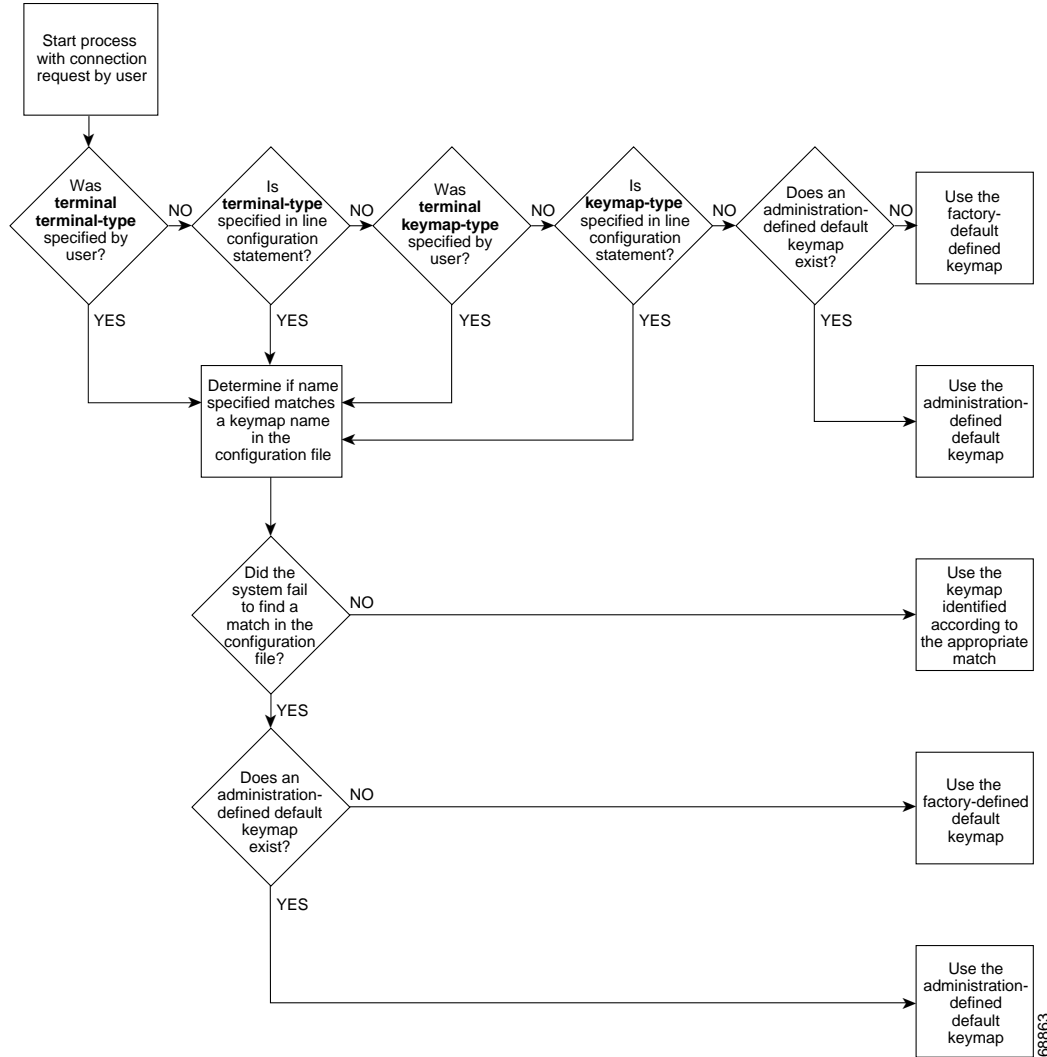 Start process
with connection
request by user
Was
terminal
terminal-type
specified by
user?
NO
YES
Is
terminal-type
specified in line
configuration
statement?
NO
YES
Was
terminal
keymap-type
specified by
user?
NO
YES
Is
keymap-type
specified in line
configuration
statement?
NO
YES
Does an
administration-
defined default
keymap
exist?
NO
YES
Use the
factory-
default
defined
keymap
Determine if name
specified matches
a keymap name
in the
configuration file
Use the
administration-
defined
default
keymap
Did the
system fail
to find a
match in the
configuration
file?
NO
YES
Use the
keymap
identified
according to
the appropriate
match
Does an
administration-
defined default
keymap
exist?
NO
YES
Use the
factory-defined
default
keymap
Use the
administration-
defined
default
keymap
68863